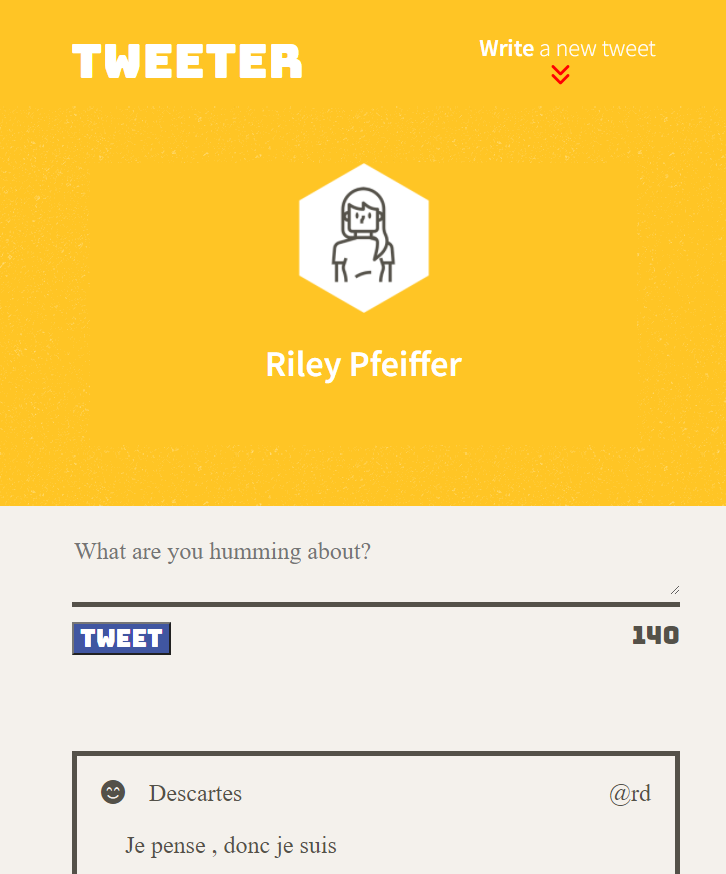 TWEETER
Write a new tweet
Riley Pfeiffer
What are you humming about?
TWEET
140
Descartes
@rd
Je pense , donc je suis